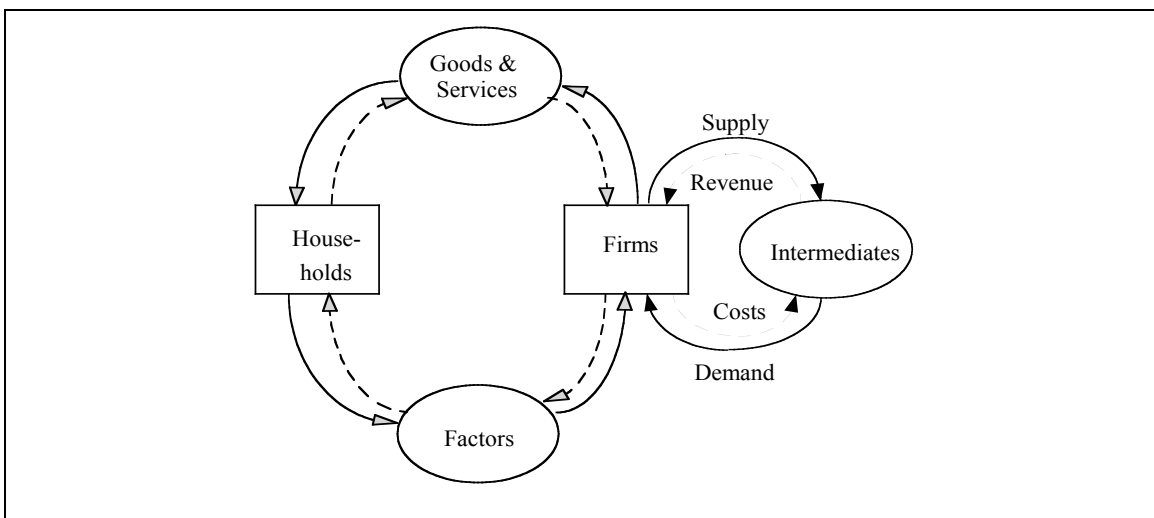 Goods &
Services
Supply
Revenue
House-
holds
Firms
Intermediates
Costs
Demand
Factors